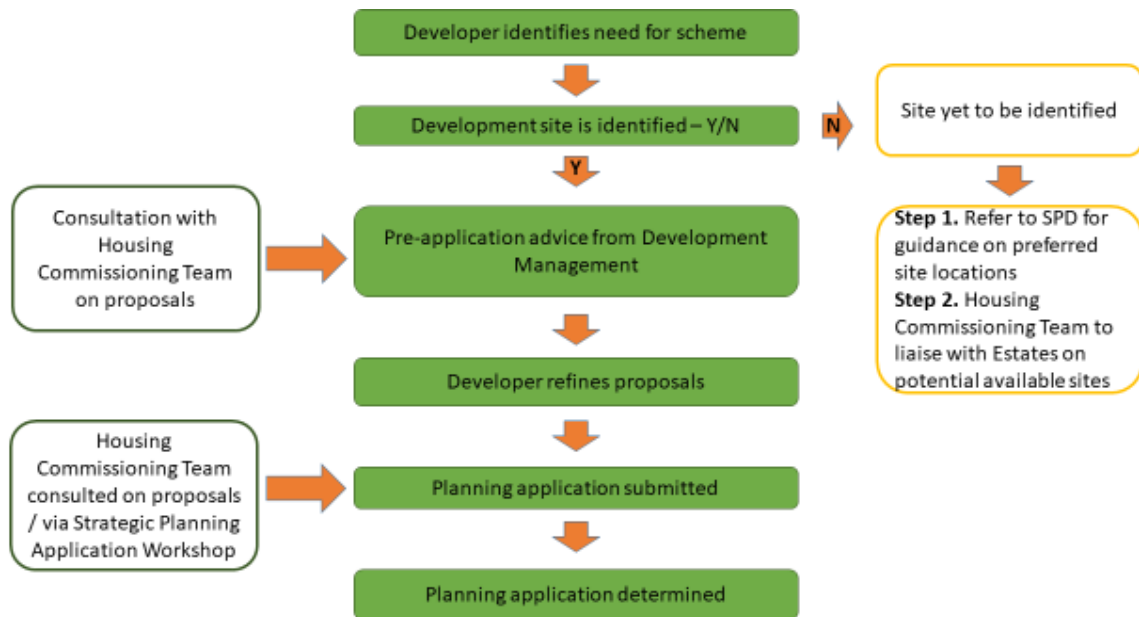 Developer identifies need for scheme
Development site is identified – Y/N
N
Site yet to be identified
Y
Step 1. Refer to SPD for
guidance on preferred
site locations
Step 2. Housing
Commissioning Team to
liaise with Estates on
potential available sites
Consultation with
Housing
Commissioning Team
on proposals
Pre-application advice from Development
Management
Developer refines proposals
Housing
Commissioning Team
consulted on proposals
/ via Strategic Planning
Application Workshop
Planning application submitted
Planning application determined